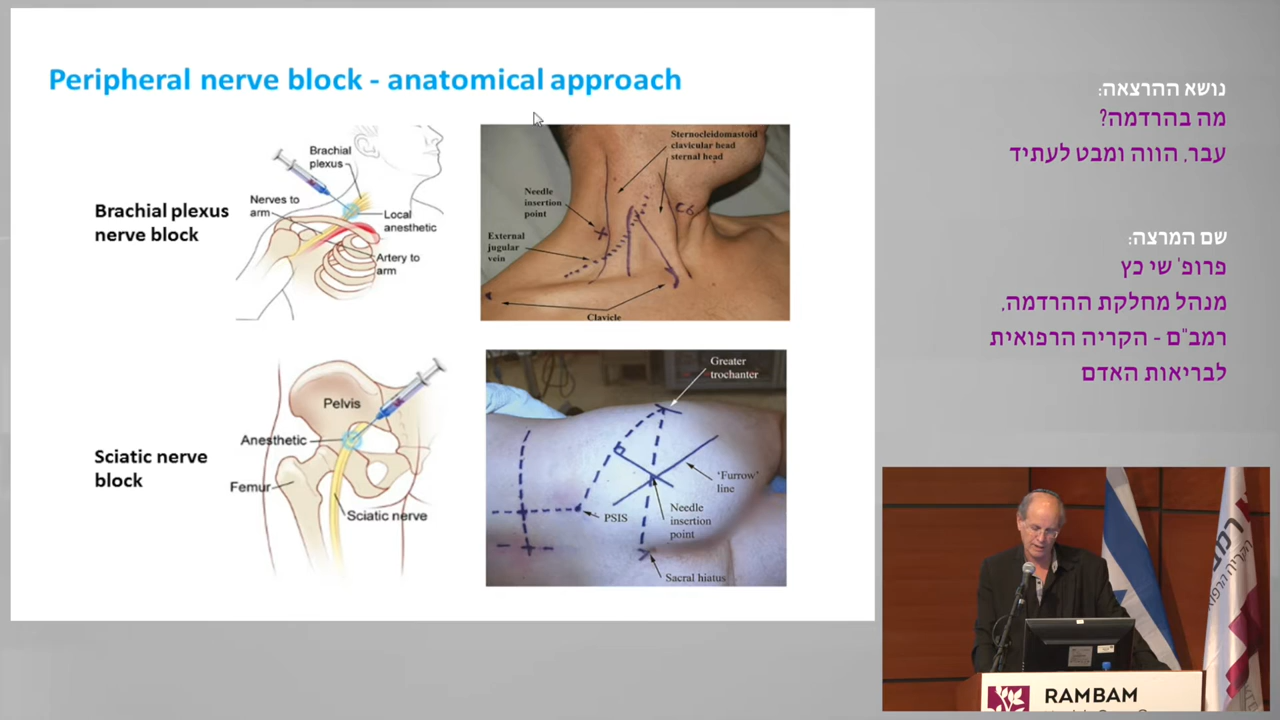 Peripheral nerve block - anatomical approach
Brachial plexus
nerve block
Brachial
plexus
Nerves to
arm
Local
anesthetic
Artery to
arm
Sternocleidomastoid
clavicular head
sternal head
Needle
insertion
point
External
jugular
vein
C6
Clavicle
Sciatic nerve
block
Pelvis
Anesthetic
Femur
Sciatic nerve
Greater
trochanter
'Furrow'
line
PSIS
Needle
insertion
point
Sacral hiatus
נושא ההרצאה:
מה בהרדמה?
עבר, הווה ומבט לעתיד
שם המרצה:
פרופ' שי כץ
מנהל מחלקת ההרדמה,
רמב"ם - הקריה הרפואית
לבריאות האדם
RAMBAM